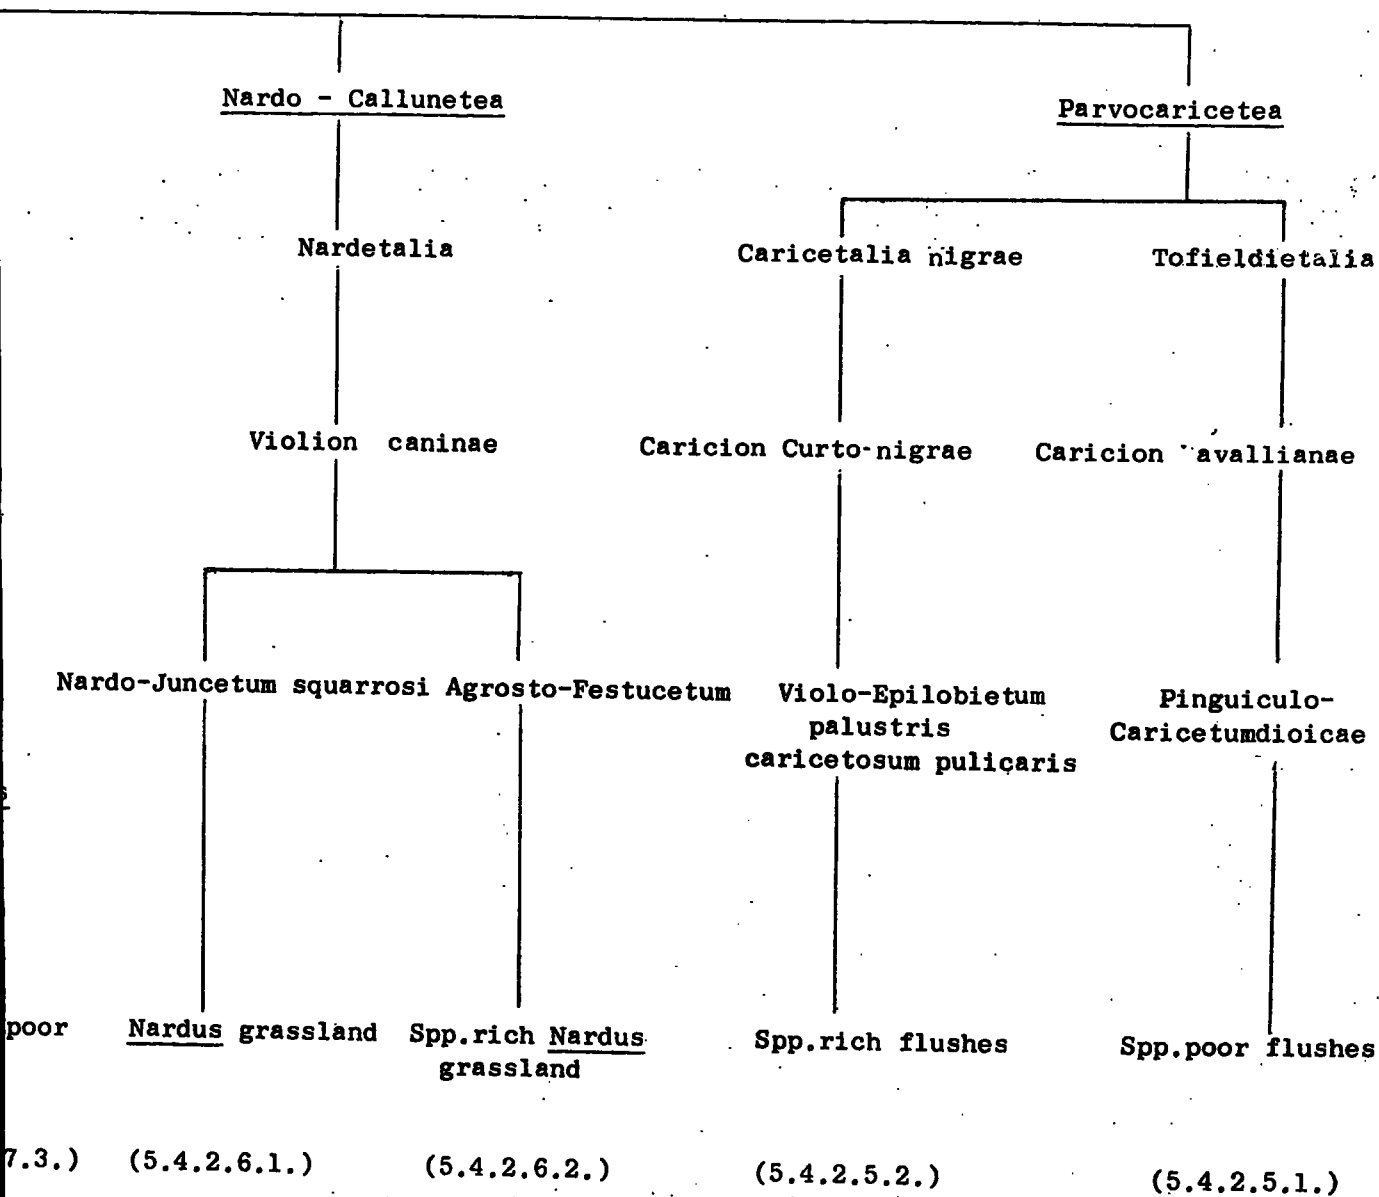 Nardo - Callunetea
Parvocaricetea
Nardetalia
Caricetalia nigrae
Tofieldietalia
Violion caninae
Caricion Curto-nigrae
Caricion avallianae
Nardo-Juncetum squarrosi
Agrosto-Festucetum
Violo-Epilobietum
palustris
caricetosum puliçaris
Pinguiculo-
Caricetumdioicae
poor
Nardus grassland
Spp.rich Nardus
grassland
Spp.rich flushes
Spp.poor flushes
7.3.)
(5.4.2.6.1.)
(5.4.2.6.2.)
(5.4.2.5.2.)
(5.4.2.5.1.)